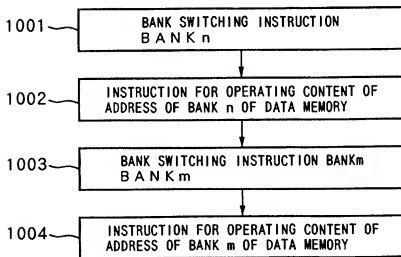 1001
BANK SWITCHING INSTRUCTION
BANKn
1002
INSTRUCTION FOR OPERATING CONTENT OF
ADDRESS OF BANK n OF DATA MEMORY
1003
BANK SWITCHING INSTRUCTION BANKm
BANKm
1004
INSTRUCTION FOR OPERATING CONTENT OF
ADDRESS OF BANK m OF DATA MEMORY